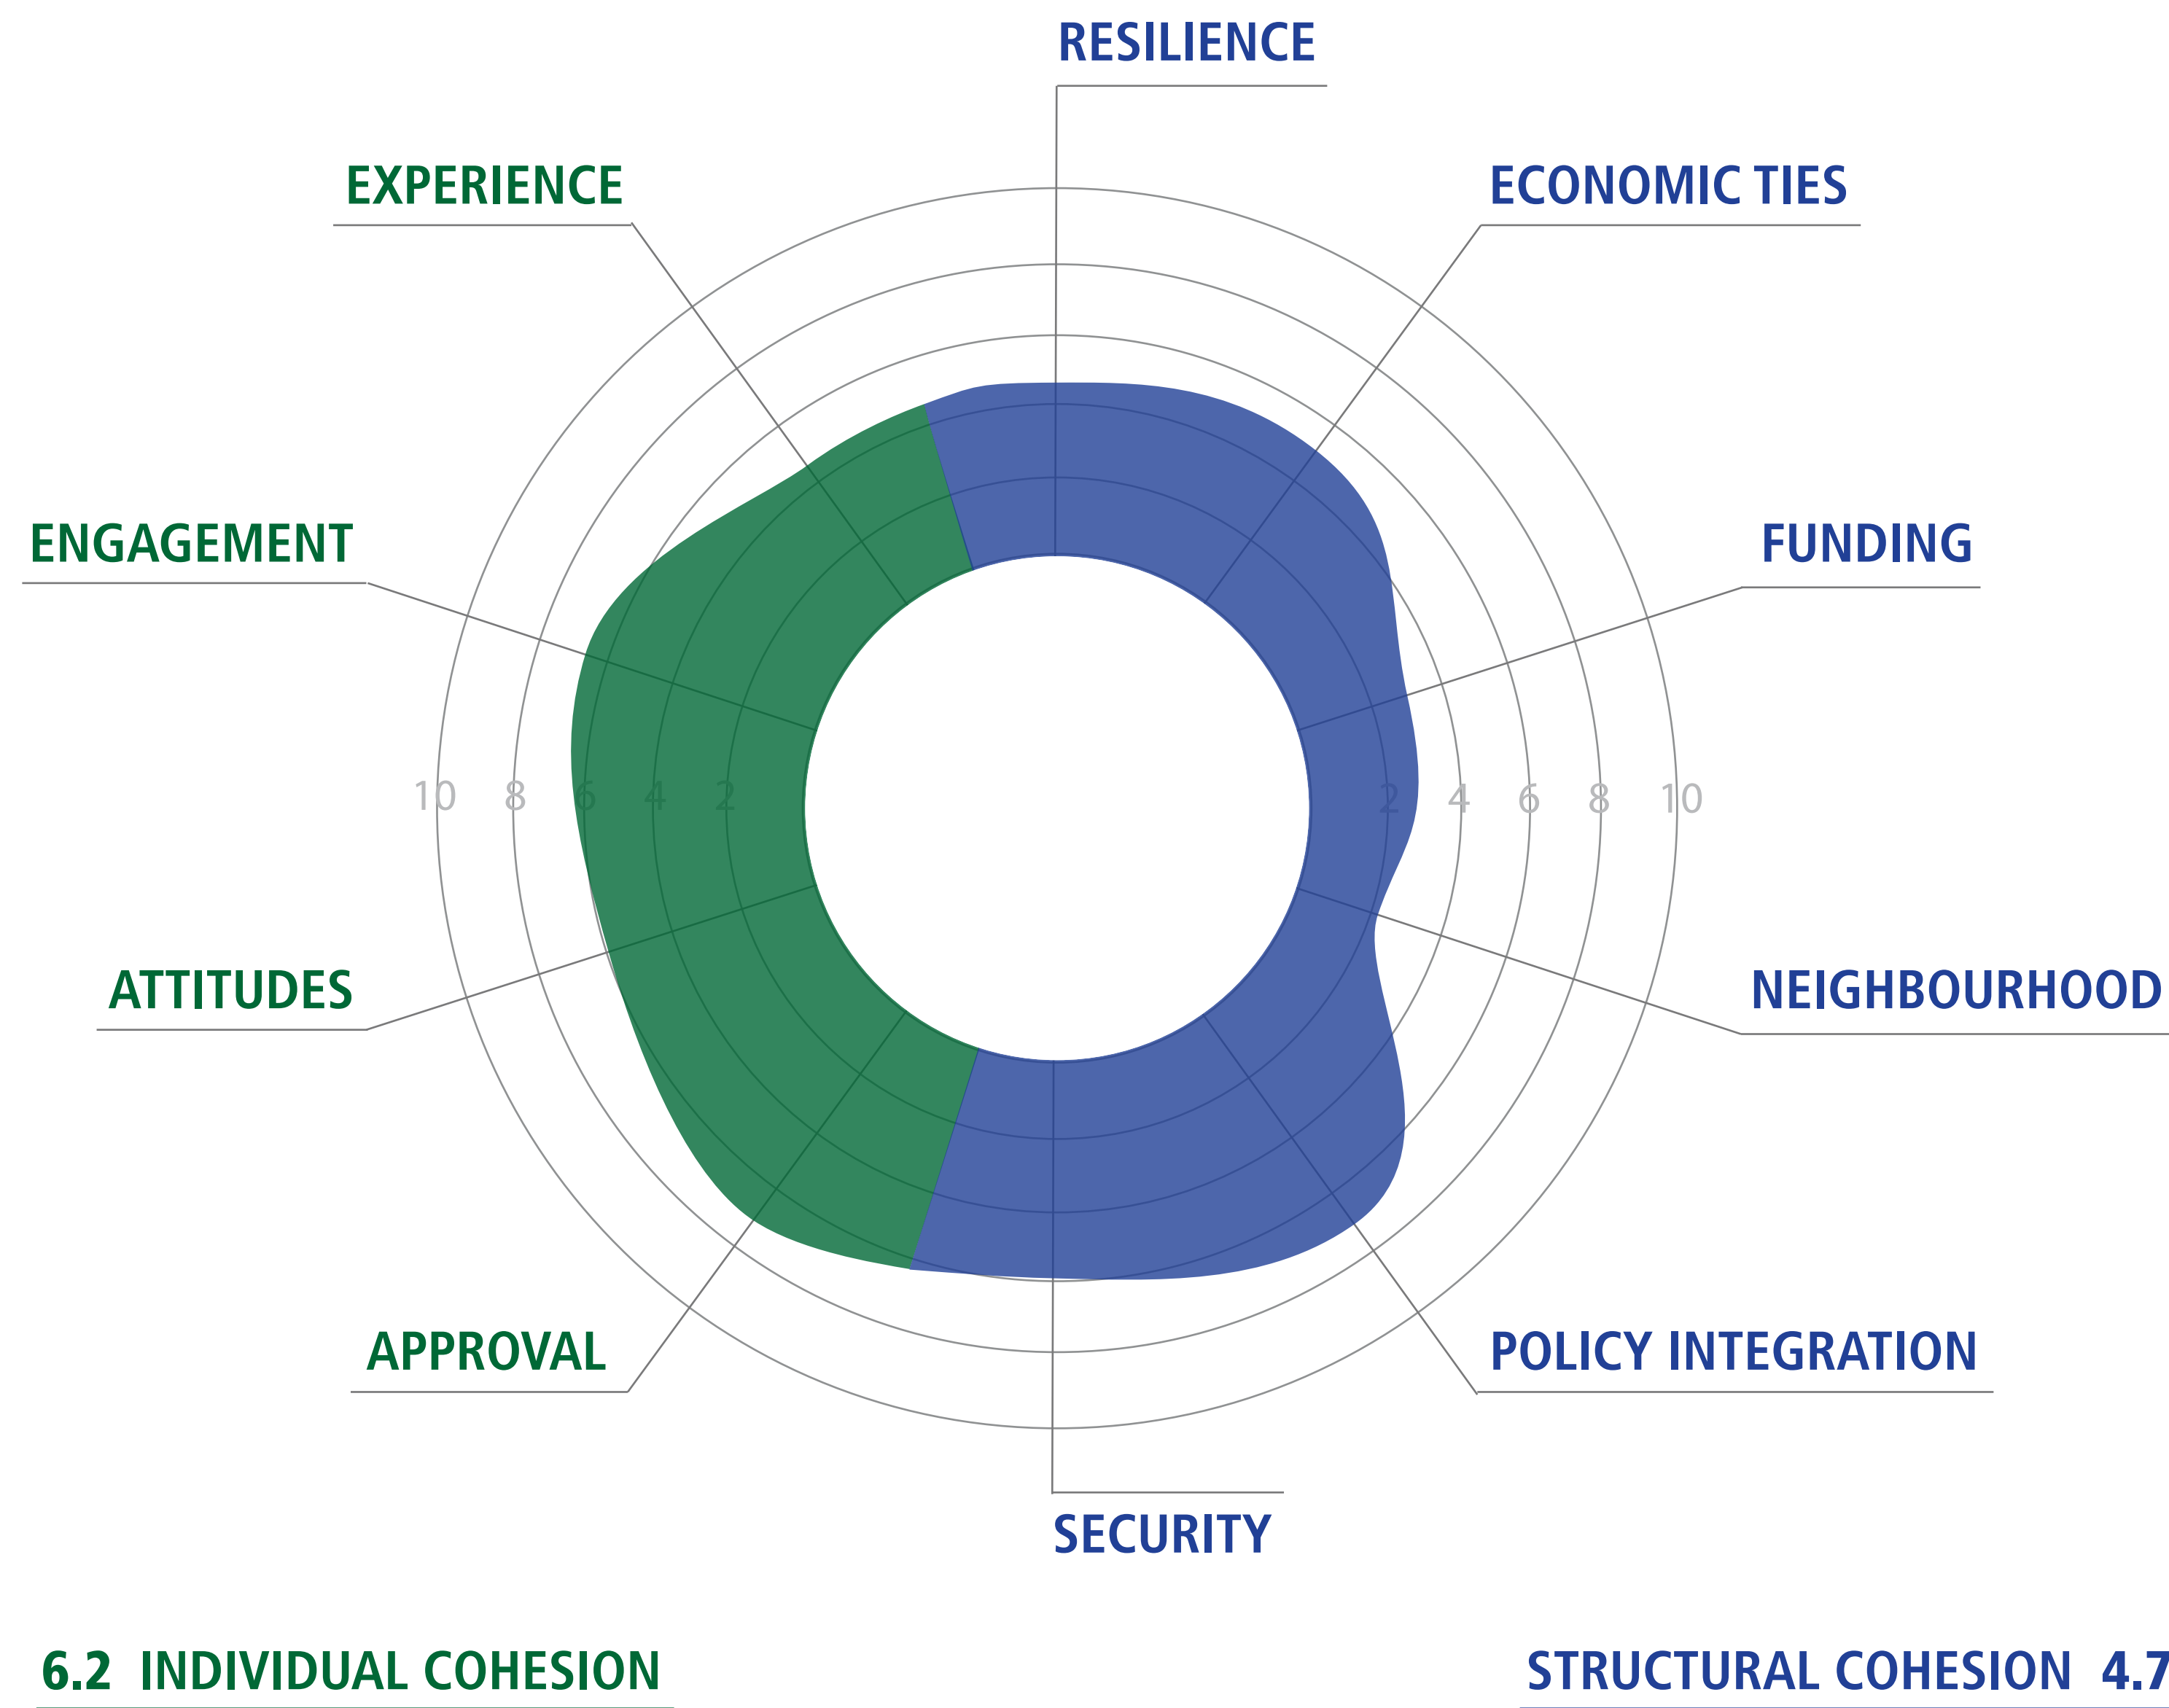 RESILIENCE
EXPERIENCE
ECONOMIC TIES
ENGAGEMENT
FUNDING
10 8 6 4 2 2 4 6 8 10
ATTITUDES
NEIGHBOURHOOD
APPROVAL
POLICY INTEGRATION
SECURITY
6.2 INDIVIDUAL COHESION
STRUCTURAL COHESION 4.7